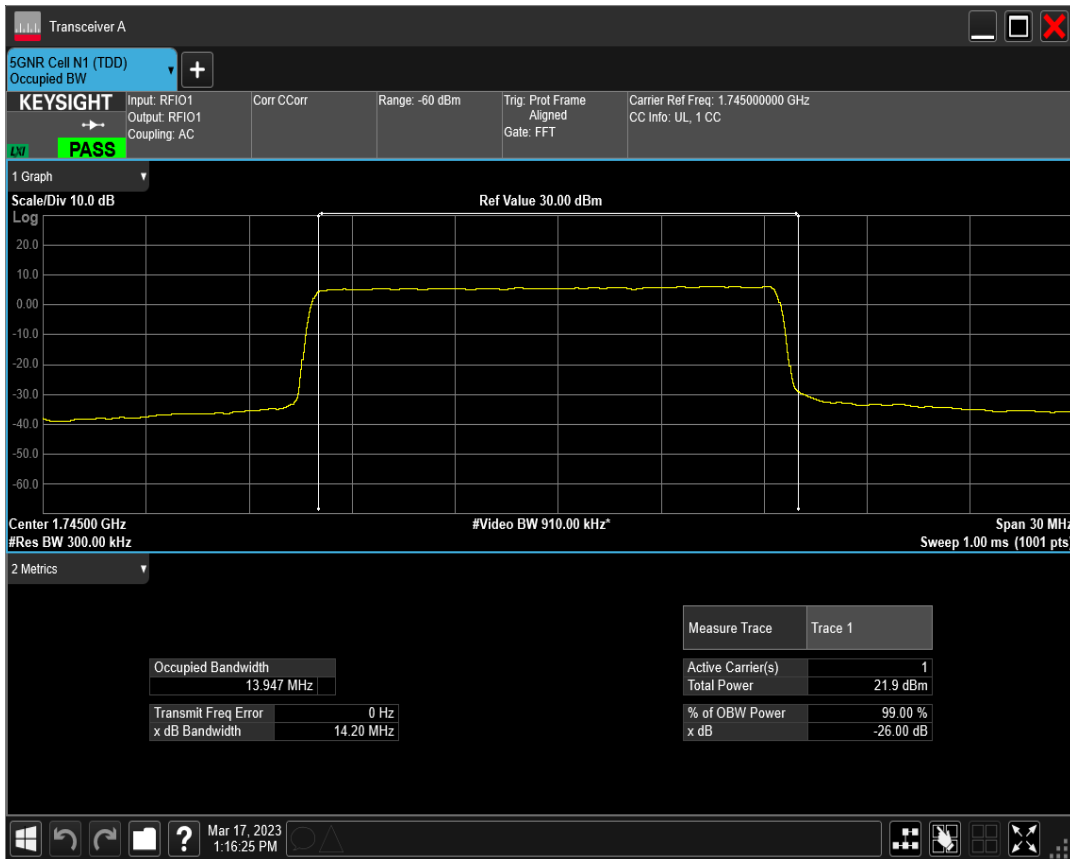 Transceiver A
5GNR Cell N1 (TDD)
Occupied BW
+
KEYSIGHT
LXI
PASS
Input: RFIO1
Output: RFIO1
Coupling: AC
Corr CCorr
Range: -60 dBm
Trig: Prot Frame
Aligned
Gate: FFT
Carrier Ref Freq: 1.745000000 GHz
CC Info: UL, 1 CC
1 Graph
Scale/Div 10.0 dB
Ref Value 30.00 dBm
Log
20.0
10.0
0.00
-10.0
-20.0
-30.0
-40.0
-50.0
-60.0
Center 1.74500 GHz
#Video BW 910.00 kHz*
Span 30 MHz
#Res BW 300.00 kHz
Sweep 1.00 ms (1001 pts)
2 Metrics
Measure Trace Trace 1
Occupied Bandwidth
13.947 MHz
Transmit Freq Error 0 Hz
x dB Bandwidth 14.20 MHz
Active Carrier(s) 1
Total Power 21.9 dBm
% of OBW Power 99.00 %
x dB -26.00 dB
?
Mar 17, 2023
1:16:25 PM